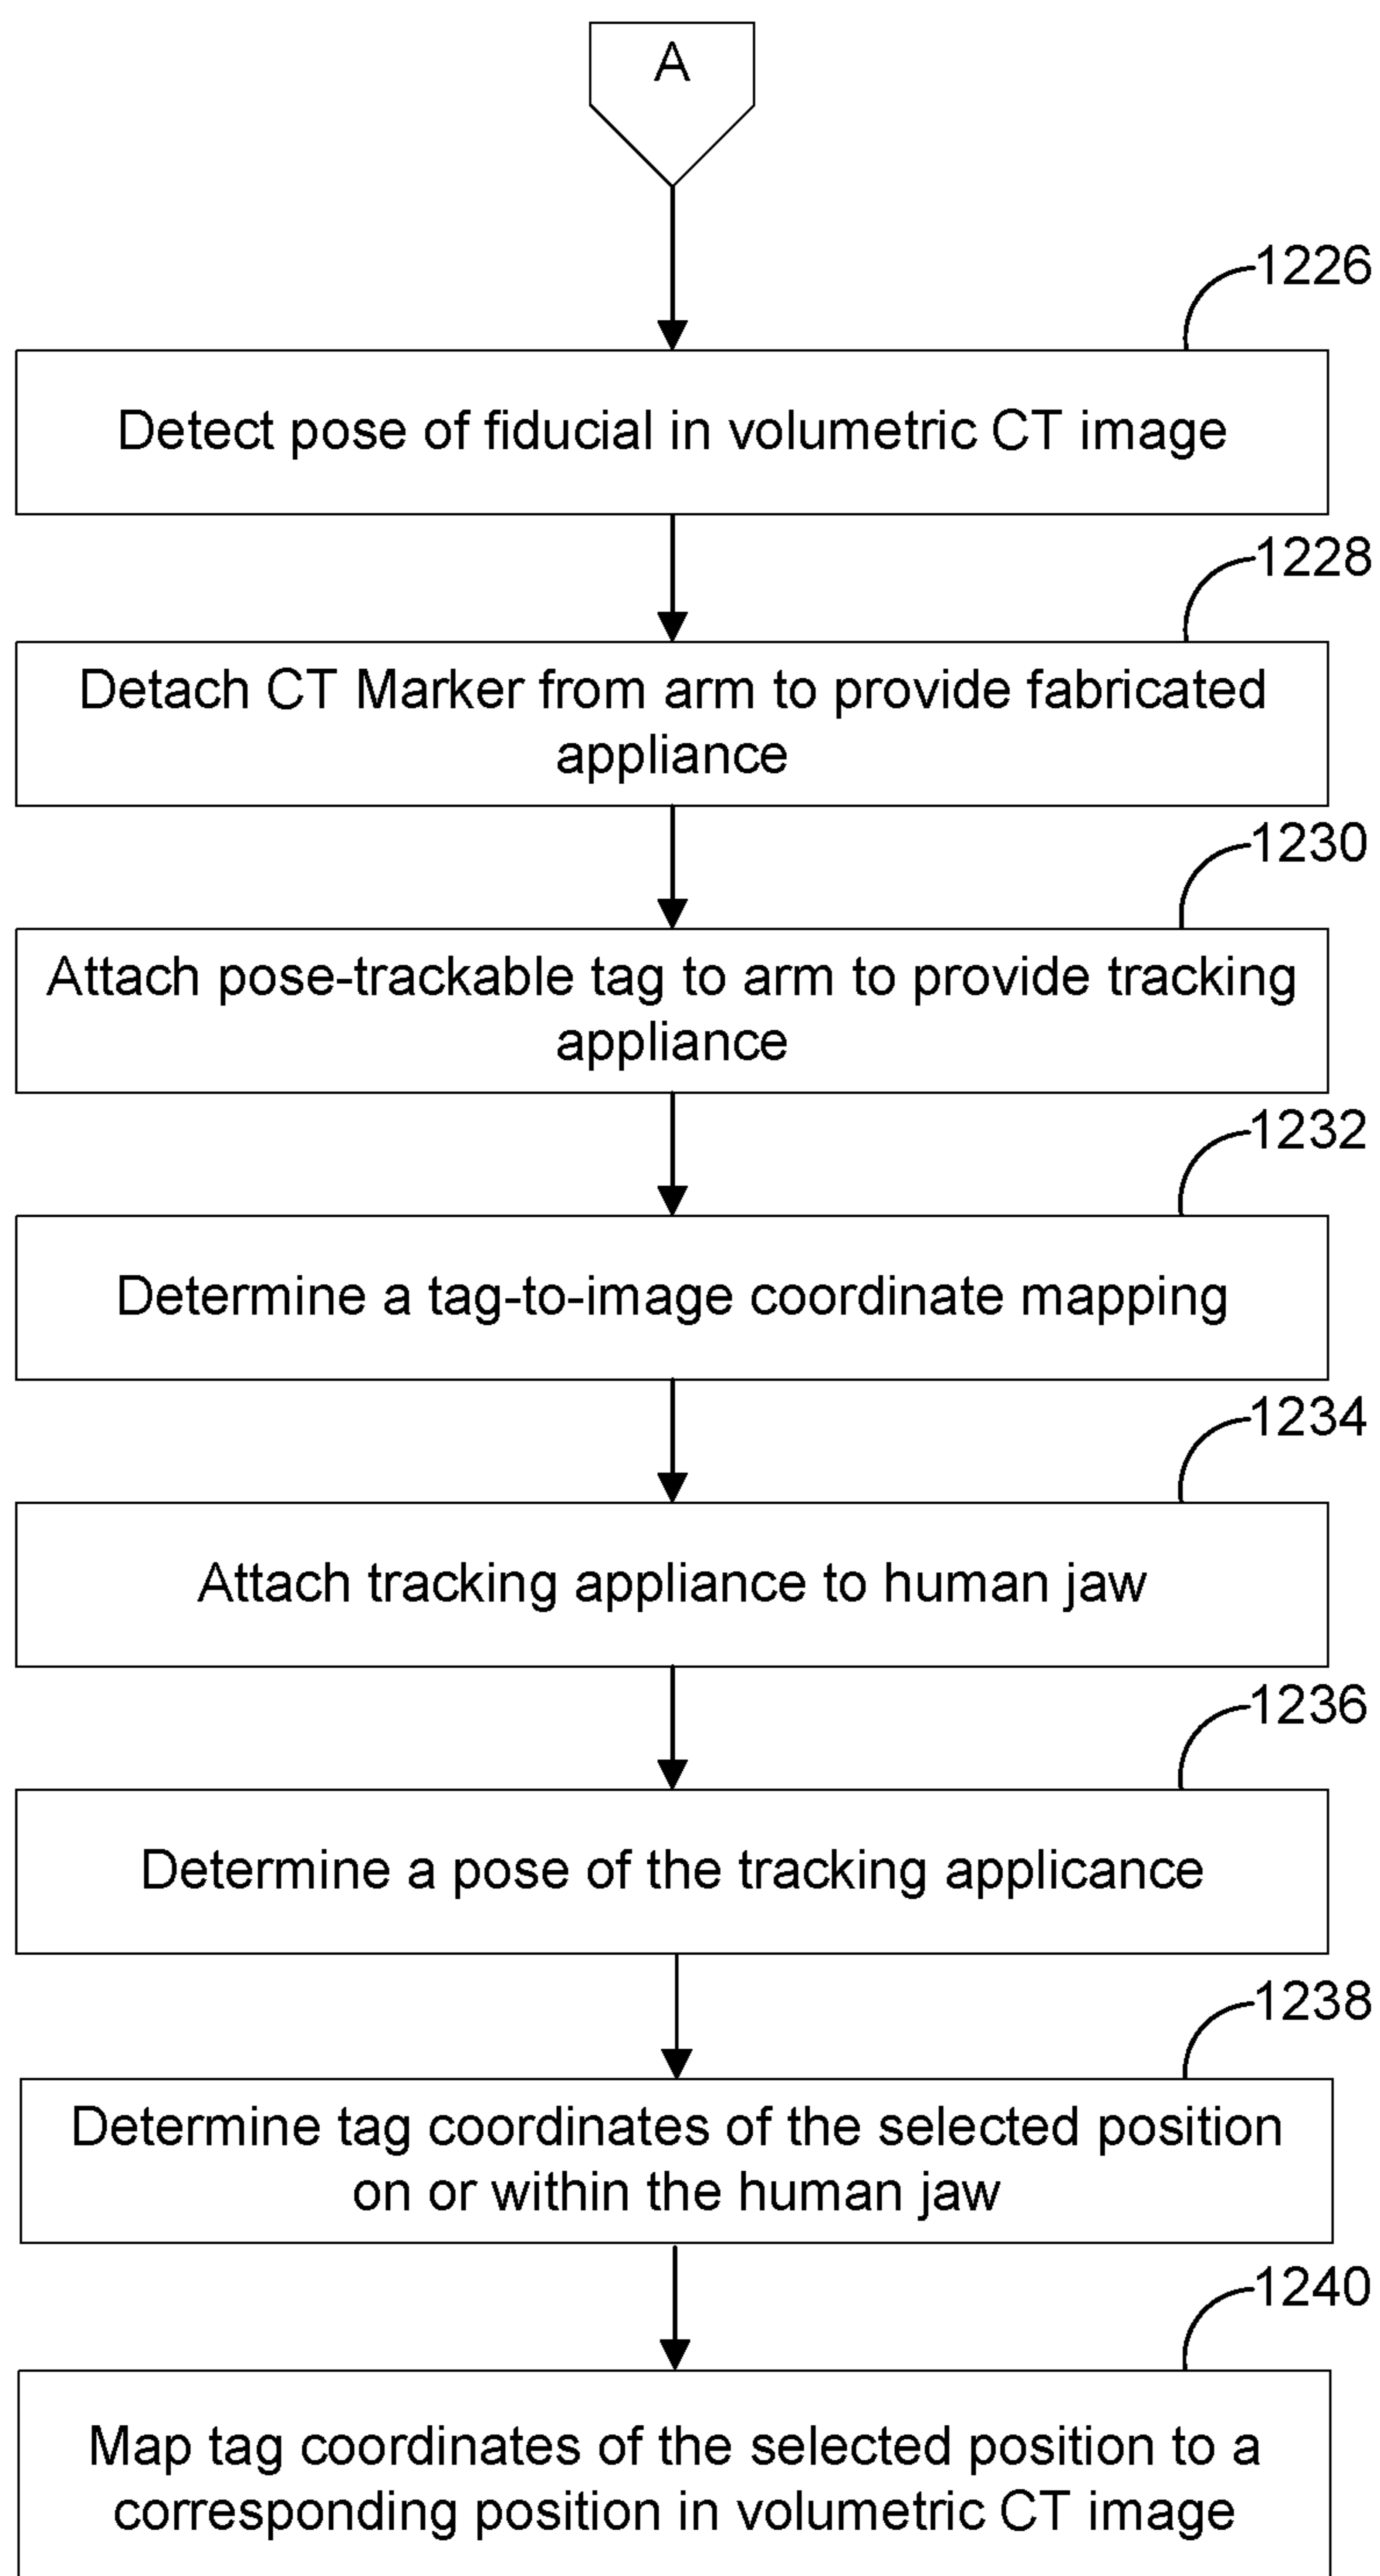 A
1226
Detect pose of fiducial in volumetric CT image
1228
Detach CT Marker from arm to provide fabricated
appliance
1230
Attach pose-trackable tag to arm to provide tracking
appliance
1232
Determine a tag-to-image coordinate mapping
1234
Attach tracking appliance to human jaw
1236
Determine a pose of the tracking applicance
1238
Determine tag coordinates of the selected position
on or within the human jaw
1240
Map tag coordinates of the selected position to a
corresponding position in volumetric CT image